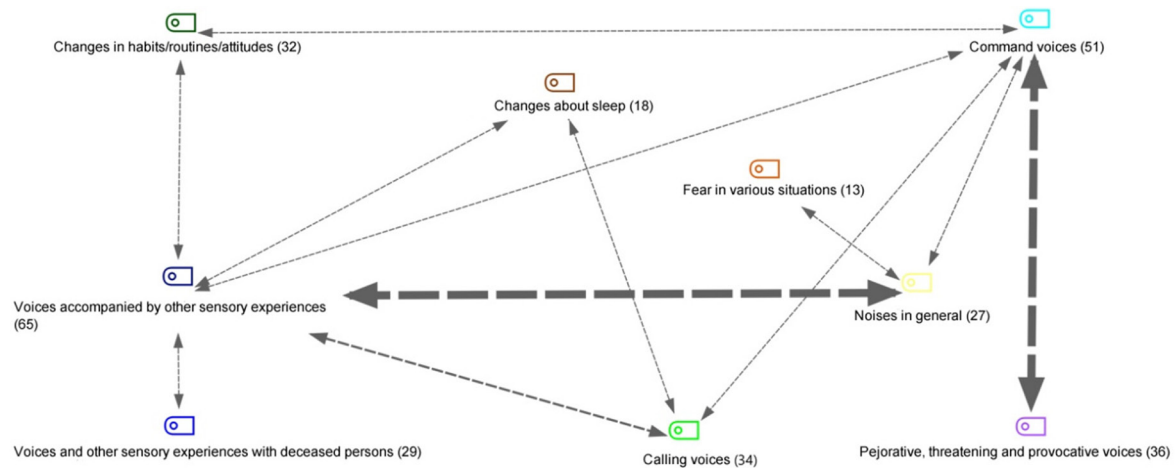 Changes in habits/routines/attitudes (32)
Command voices (51)
Changes about sleep (18)
Fear in various situations (13)
Voices accompanied by other sensory experiences
(65)
Noises in general (27)
Voices and other sensory experiences with deceased persons (29)
Calling voices (34)
Pejorative, threatening and provocative voices (36)